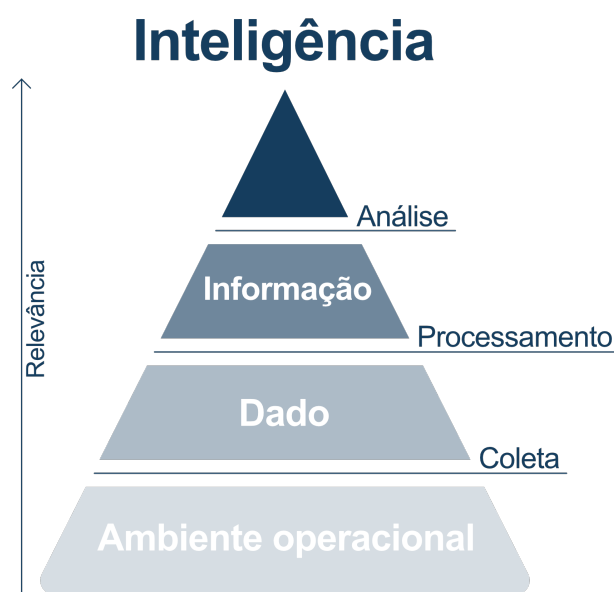 Inteligência
Análise
Informação
Processamento
Dado
Coleta
Ambiente operacional
Relevância